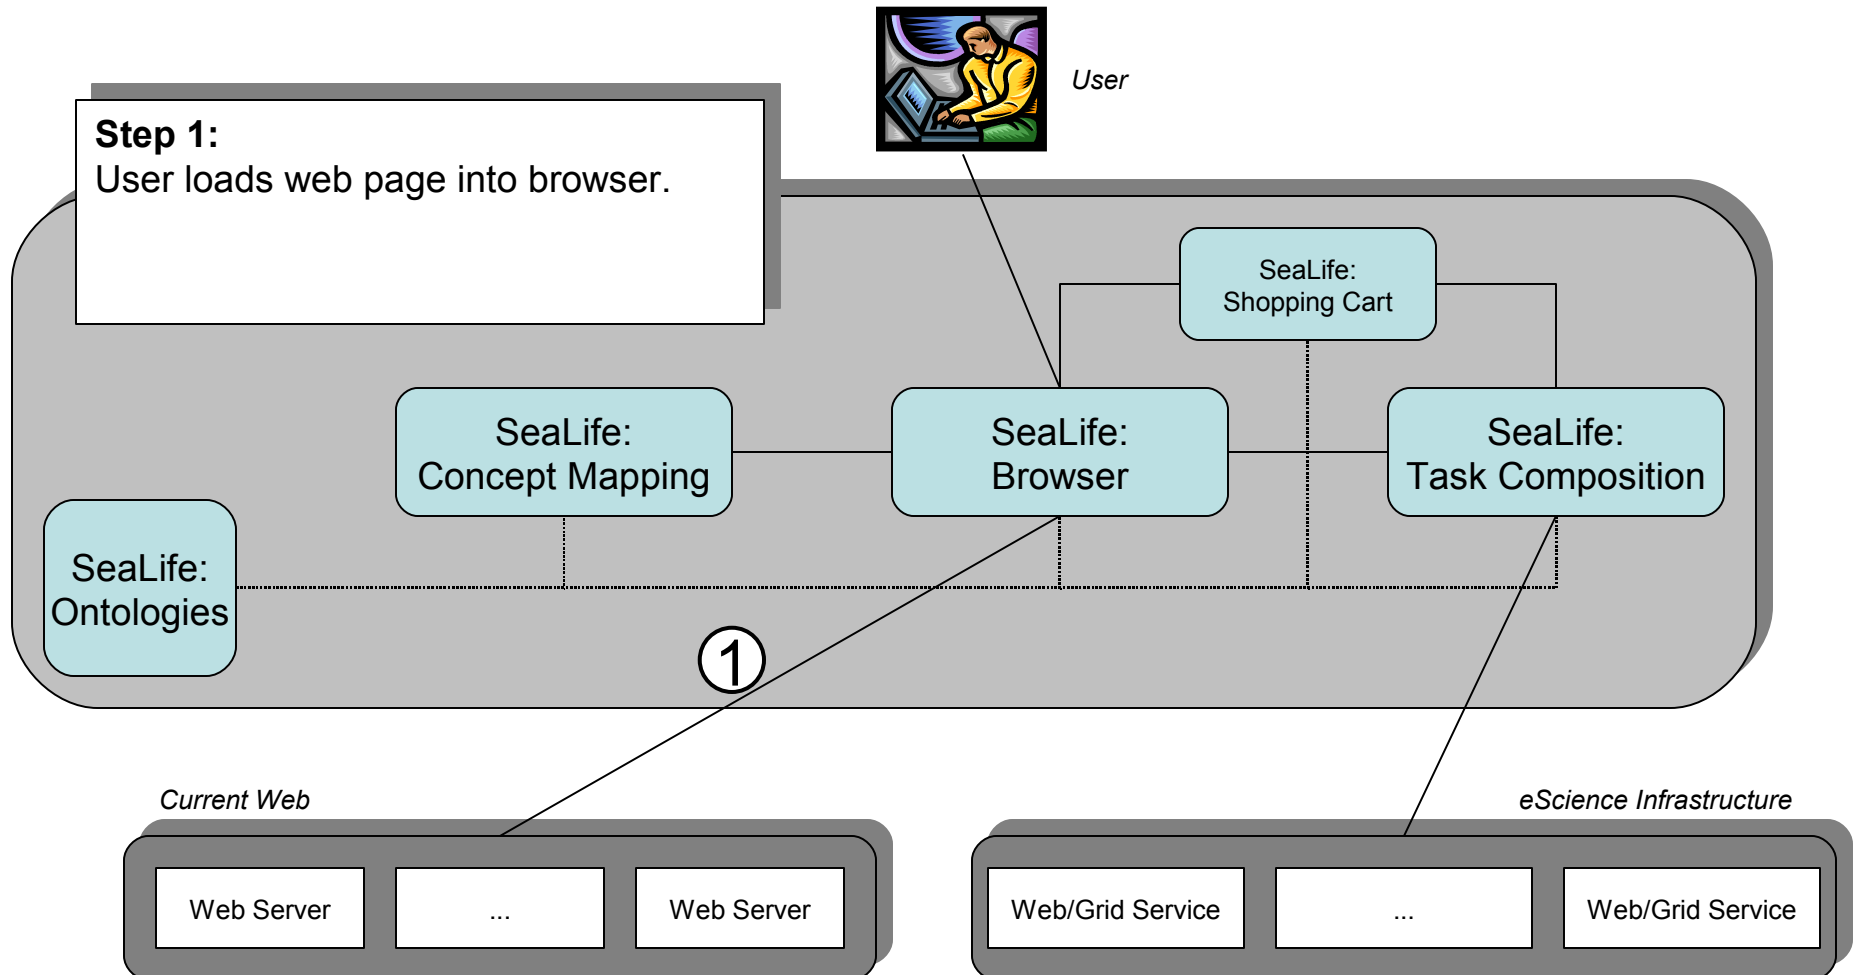 User
Step 1:
User loads web page into browser.
SeaLife:
Shopping Cart
SeaLife:
Concept Mapping
SeaLife:
Browser
SeaLife:
Task Composition
SeaLife:
Ontologies
1
Current Web
eScience Infrastructure
Web Server
...
Web Server
Web/Grid Service
...
Web/Grid Service